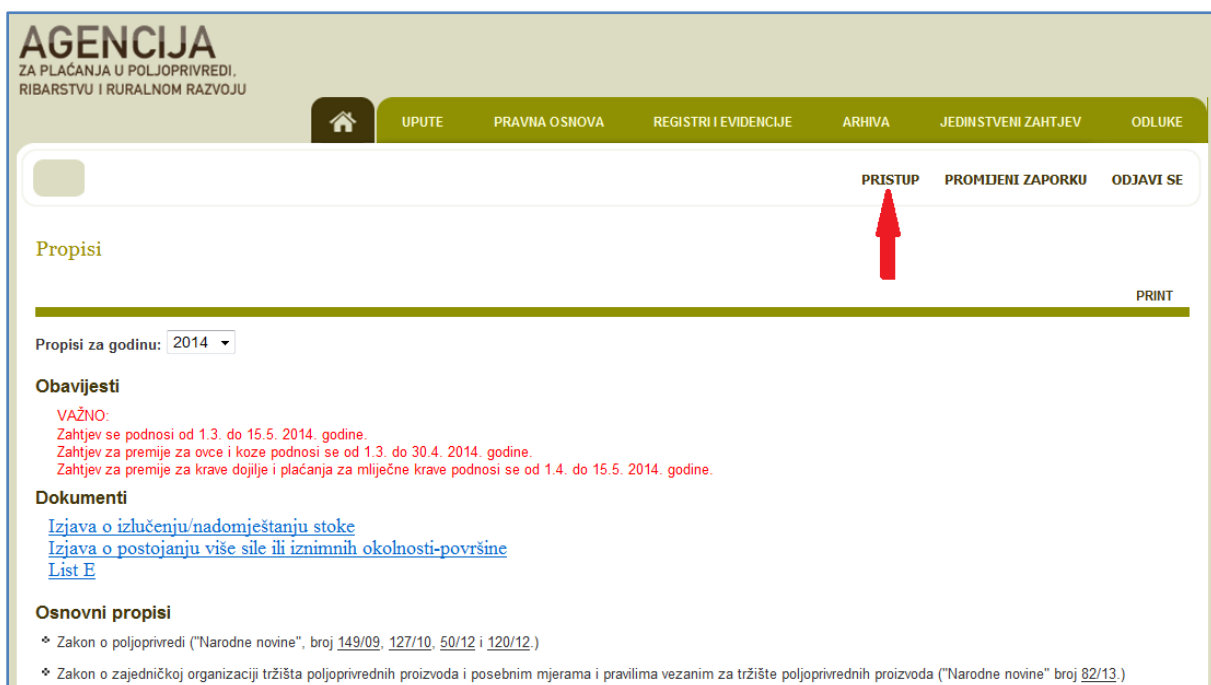 AGENCIJA
ZA PLAĆANJA U POLJOPRIVREDI,
RIBARSTVU I RURALNOM RAZVOJU
UPUTE PRAVNA OSNOVA REGISTRI I EVIDENCIJE ARHIVA JEDINSTVENI ZAHTJEV ODLUKE
PRISTUP PROMIJENI ZAPORKU ODJAVI SE
Propisi
PRINT
Propisi za godinu: 2014
Obavijesti
VAŽNO:
Zahtjev se podnosi od 1.3. do 15.5. 2014. godine.
Zahtjev za premije za ovce i koze podnosi se od 1.3. do 30.4. 2014. godine.
Zahtjev za premije za krave dojilje i plaćanja za mliječne krave podnosi se od 1.4. do 15.5. 2014. godine.
Dokumenti
Izjava o izlučenju/nadomještanju stoke
Izjava o postojanju više sile ili iznimnih okolnosti-površine
List E
Osnovni propisi
Zakon o poljoprivredi ("Narodne novine", broj 149/09, 127/10, 50/12 i 120/12.)
Zakon o zajedničkoj organizaciji tržišta poljoprivrednih proizvoda i posebnim mjerama i pravilima vezanim za tržište poljoprivrednih proizvoda ("Narodne novine" broj 82/13.)